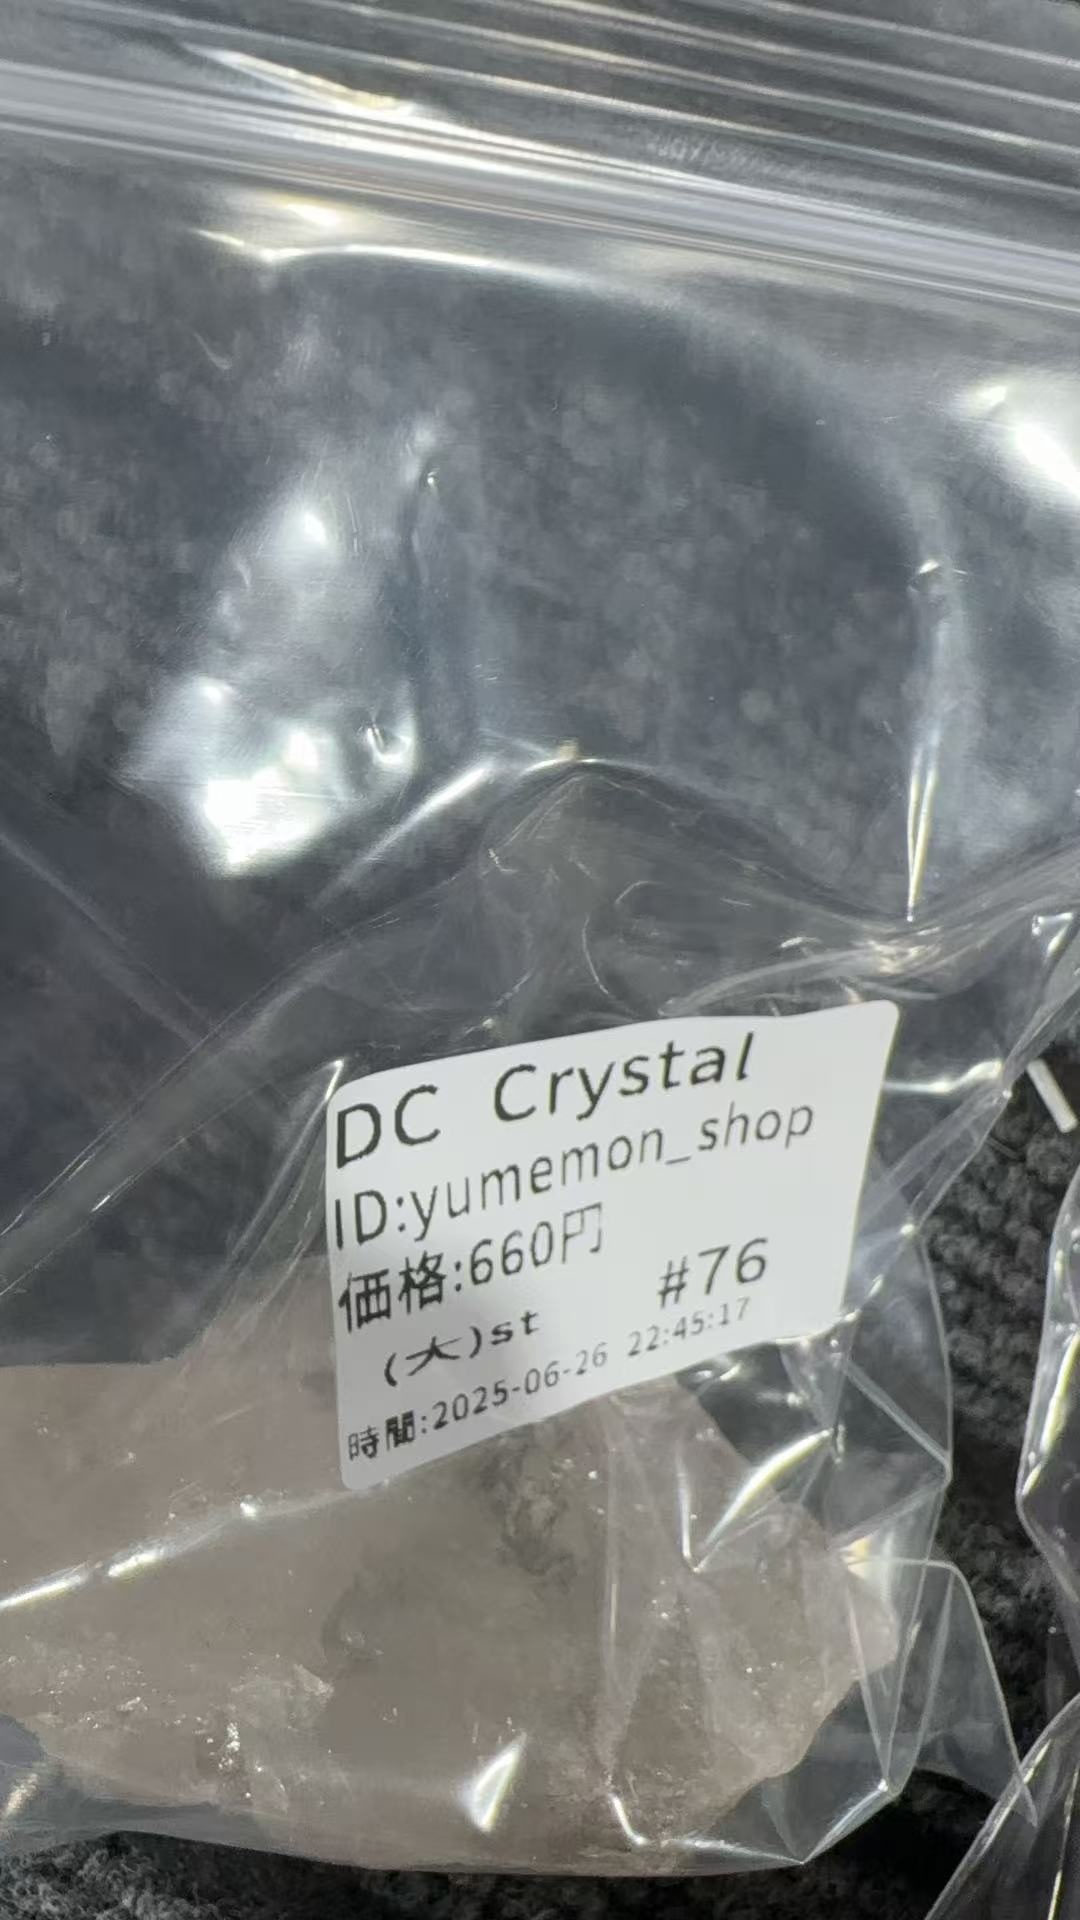 DC Crystal
ID:yumemon_shop
価格:660円
#76
(大)st
時間:2025-06-26 22:45:17